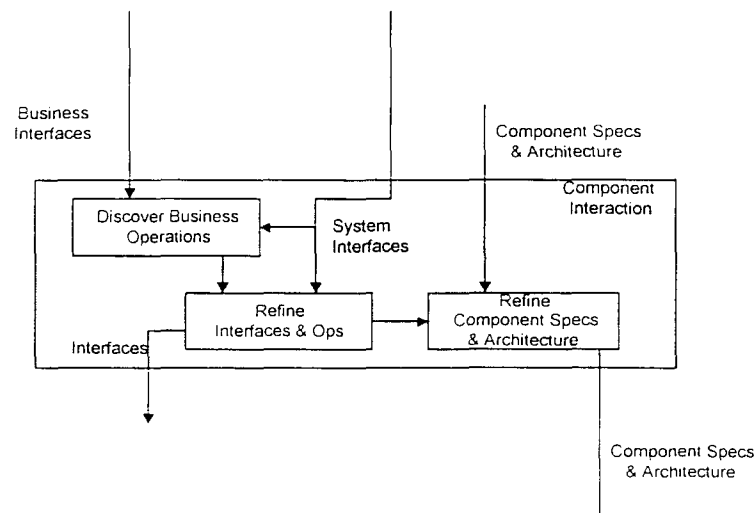 Business
Interfaces
Component Specs
& Architecture
Component
Interaction
Discover Business
Operations
System
Interfaces
Refine
Interfaces & Ops
Refine
Component Specs
& Architecture
Interfaces
Component Specs
& Architecture